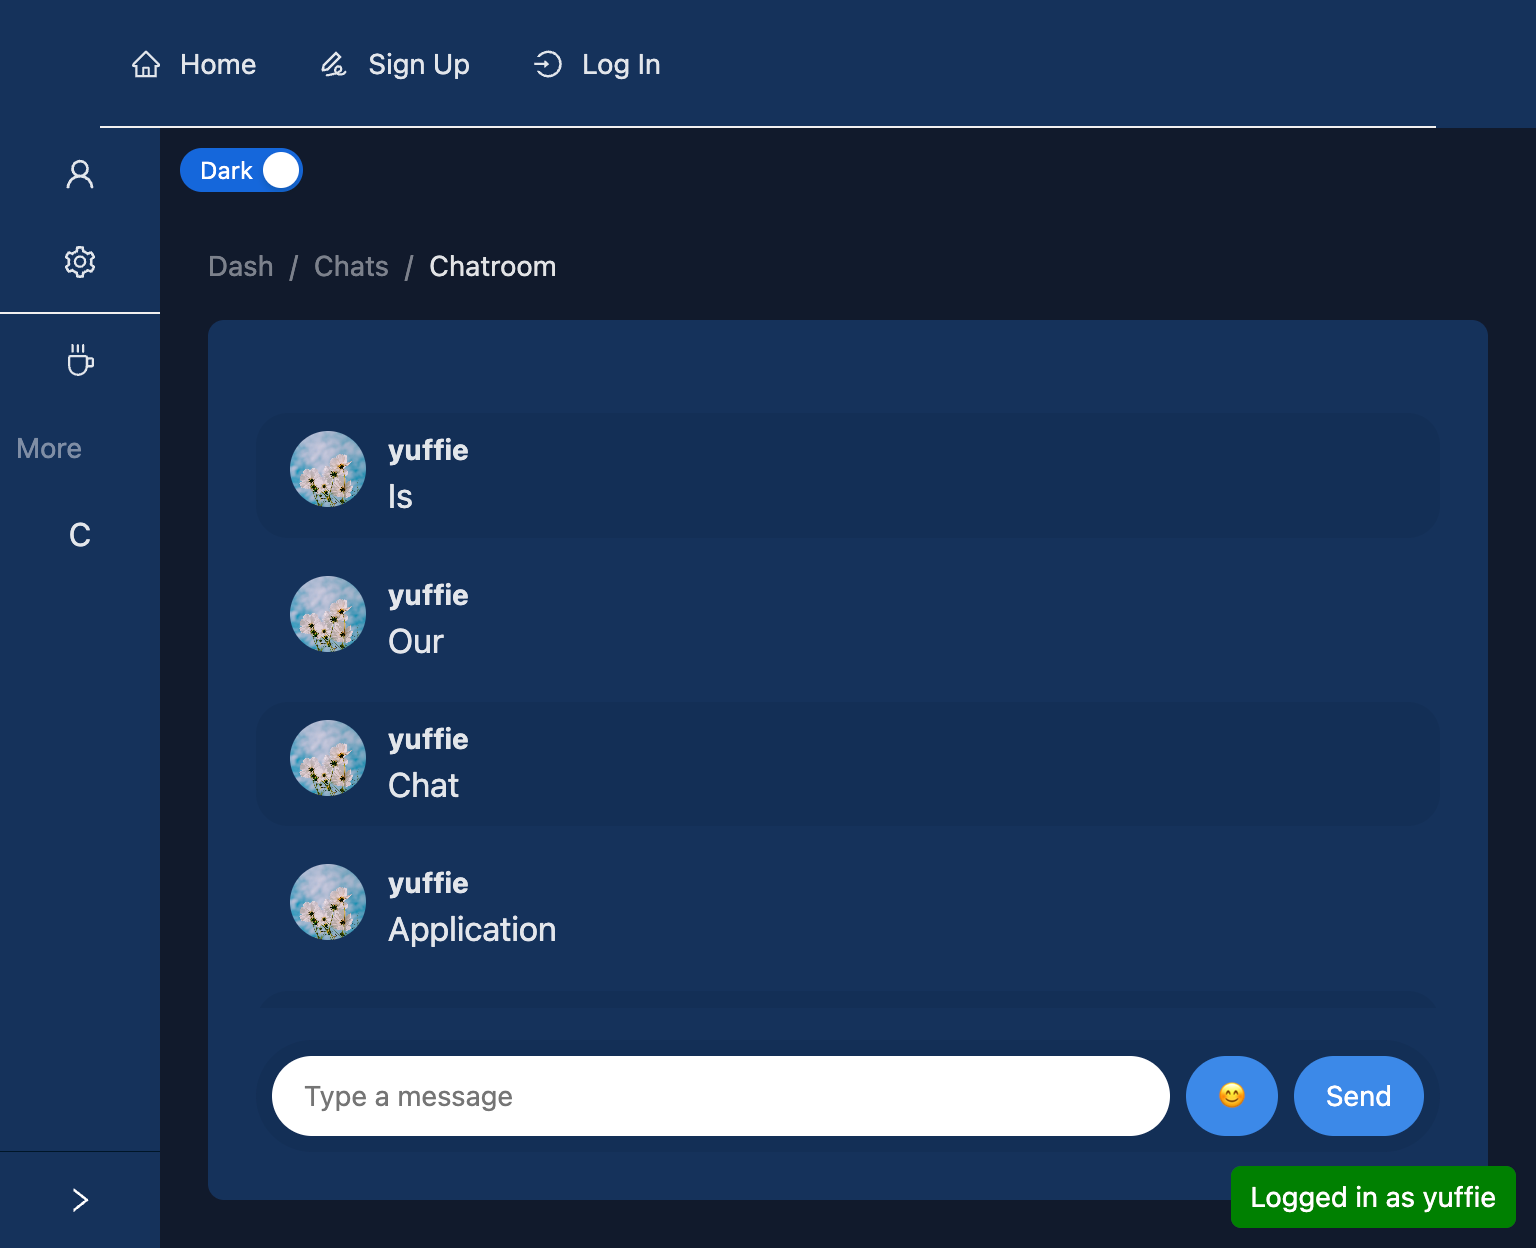 Home Sign Up Log In
Dark
Dash / Chats / Chatroom
More
C
yuffie
Is
yuffie
Our
yuffie
Chat
yuffie
Application
Type a message 😊 Send
Logged in as yuffie